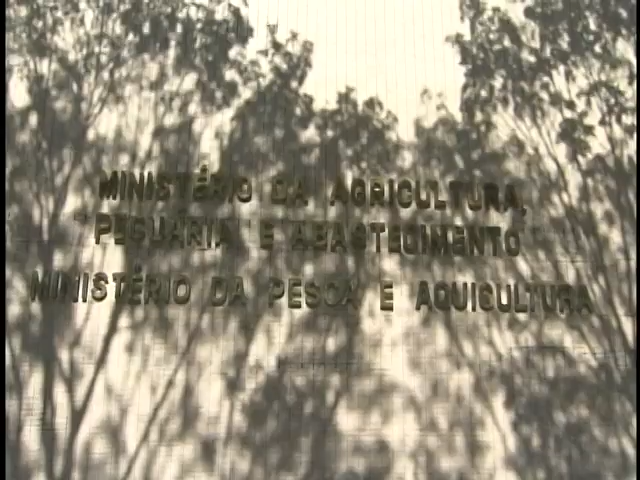 MINISTÉRIO DA AGRICULTURA,
PECUÁRIA E ABASTECIMENTO
MINISTÉRIO DA PESCA E AQUICULTURA